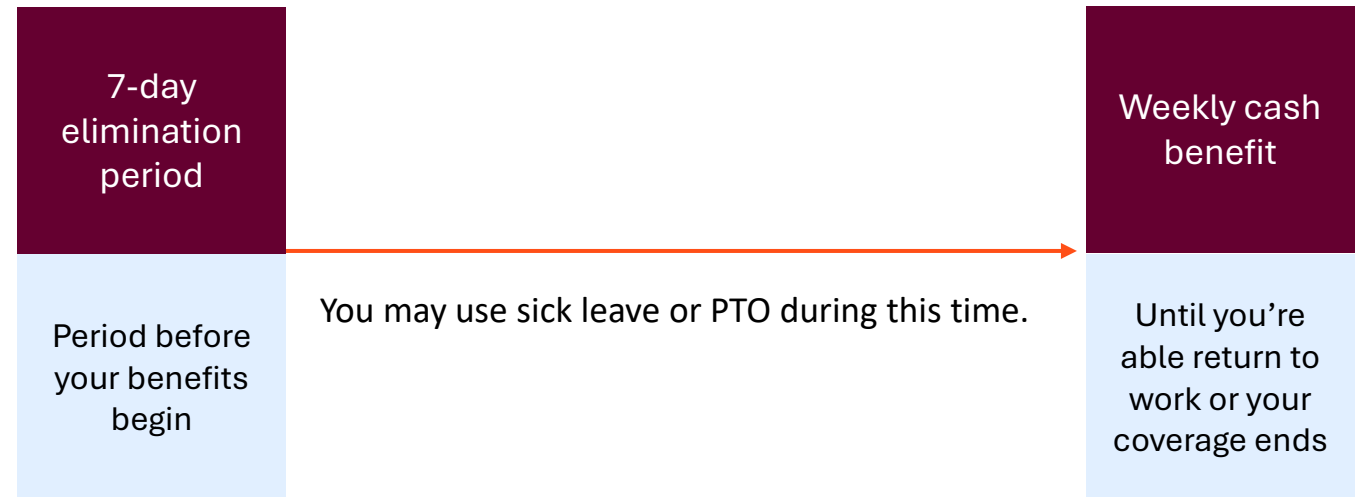 7-day
elimination
period
Period before
your benefits
begin
You may use sick leave or PTO during this time.
Weekly cash
benefit
Until you’re
able return to
work or your
coverage ends